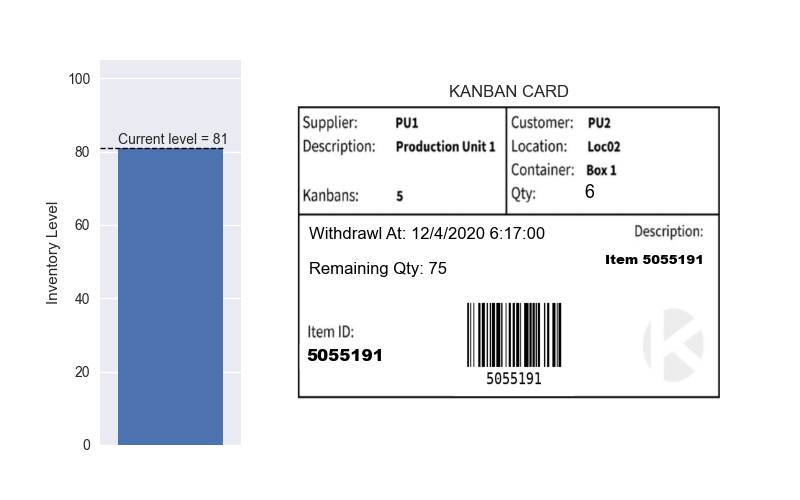 100
80
60
40
20
0
Inventory Level
Current level = 81
KANBAN CARD
Supplier: PU1
Description: Production Unit 1
Kanbans: 5
Customer: PU2
Location: Loc02
Container: Box 1
Qty: 6
Withdrawl At: 12/4/2020 6:17:00
Remaining Qty: 75
Description:
Item 5055191
Item ID:
5055191
5055191